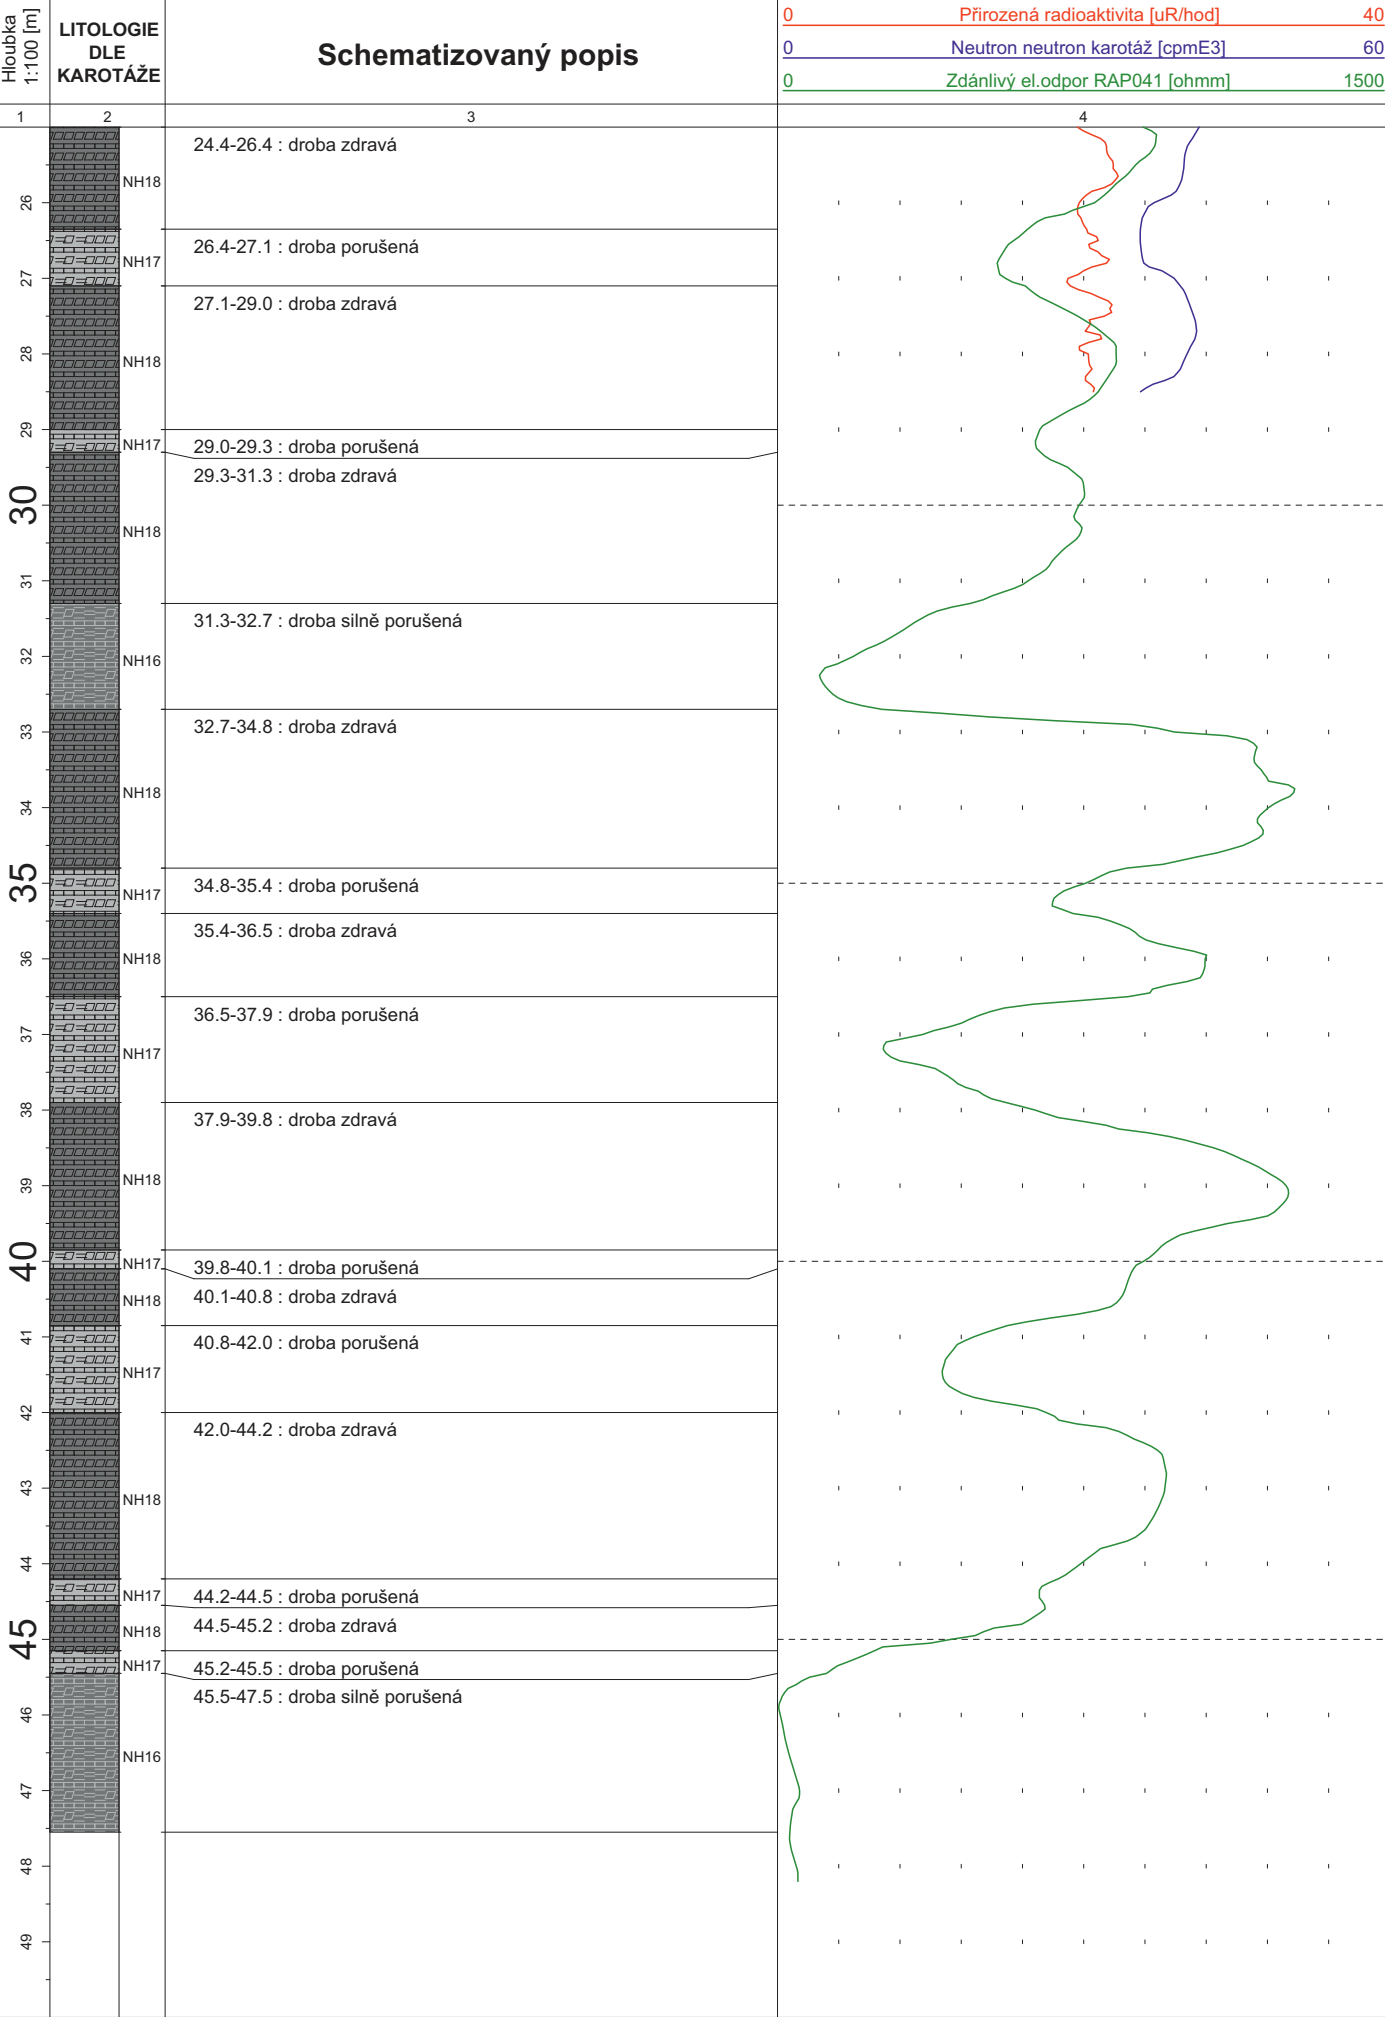 Hloubka
1:100 [m]
LITOLOGIE
DLE
KAROTÁŽE
Schematizovaný popis
0 Přirozená radioaktivita [uR/hod] 40
0 Neutron neutron karotáž [cpmE3] 60
0 Zdánlivý el.odpor RAP041 [ohmm] 1500
1 2 3 4
24.4-26.4 : droba zdravá
NH18
26
26.4-27.1 : droba porušená
NH17
27
27.1-29.0 : droba zdravá
28
NH18
29
NH17
29.0-29.3 : droba porušená
29.3-31.3 : droba zdravá
30
NH18
31
31.3-32.7 : droba silně porušená
32
NH16
32.7-34.8 : droba zdravá
33
NH18
34
35
34.8-35.4 : droba porušená
NH17
35.4-36.5 : droba zdravá
36
NH18
36.5-37.9 : droba porušená
37
NH17
38
37.9-39.8 : droba zdravá
NH18
39
40
NH17
39.8-40.1 : droba porušená
40.1-40.8 : droba zdravá
NH18
41
40.8-42.0 : droba porušená
NH17
42
42.0-44.2 : droba zdravá
43
NH18
44
NH17
44.2-44.5 : droba porušená
44.5-45.2 : droba zdravá
NH18
45
NH17
45.2-45.5 : droba porušená
45.5-47.5 : droba silně porušená
46
NH16
47
48
49